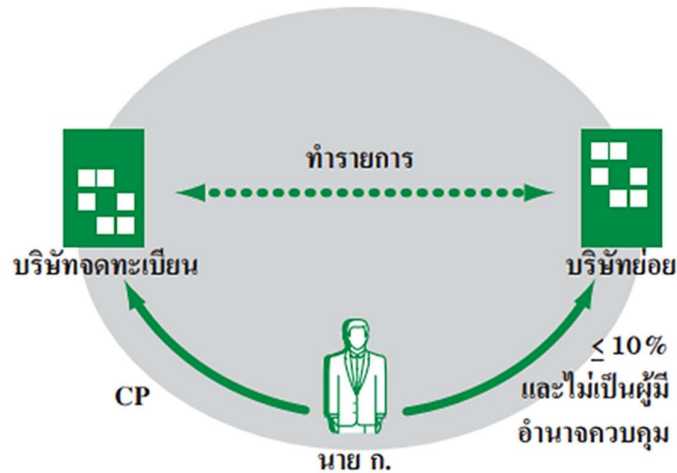 ทำรายการ
บริษัทจดทะเบียน
บริษัทย่อย
CP
≤ 10%
และไม่เป็นผู้มี
อำนาจควบคุม
นาย ก.